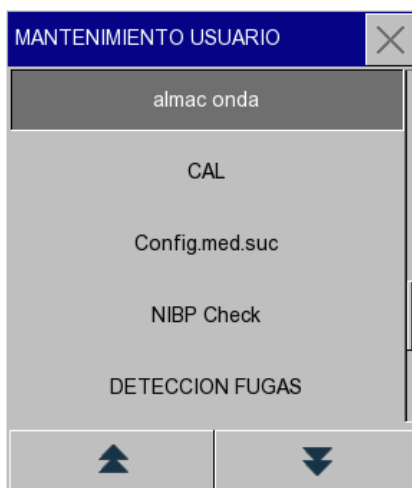 MANTENIMIENTO USUARIO
almac onda
CAL
Config.med.suc
NIBP Check
DETECCION FUGAS